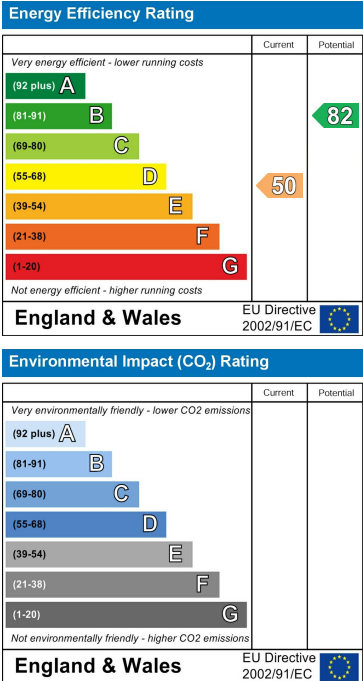 Energy Efficiency Rating
Current Potential
Very energy efficient - lower running costs
(92 plus) A
(81-91) B
82
(69-80) C
(55-68) D
50
(39-54) E
(21-38) F
(1-20) G
Not energy efficient - higher running costs
England & Wales
EU Directive
2002/91/EC
Environmental Impact (CO₂) Rating
Current Potential
Very environmentally friendly - lower CO2 emissions
(92 plus) A
(81-91) B
(69-80) C
(55-68) D
(39-54) E
(21-38) F
(1-20) G
Not environmentally friendly - higher CO2 emissions
England & Wales
EU Directive
2002/91/EC